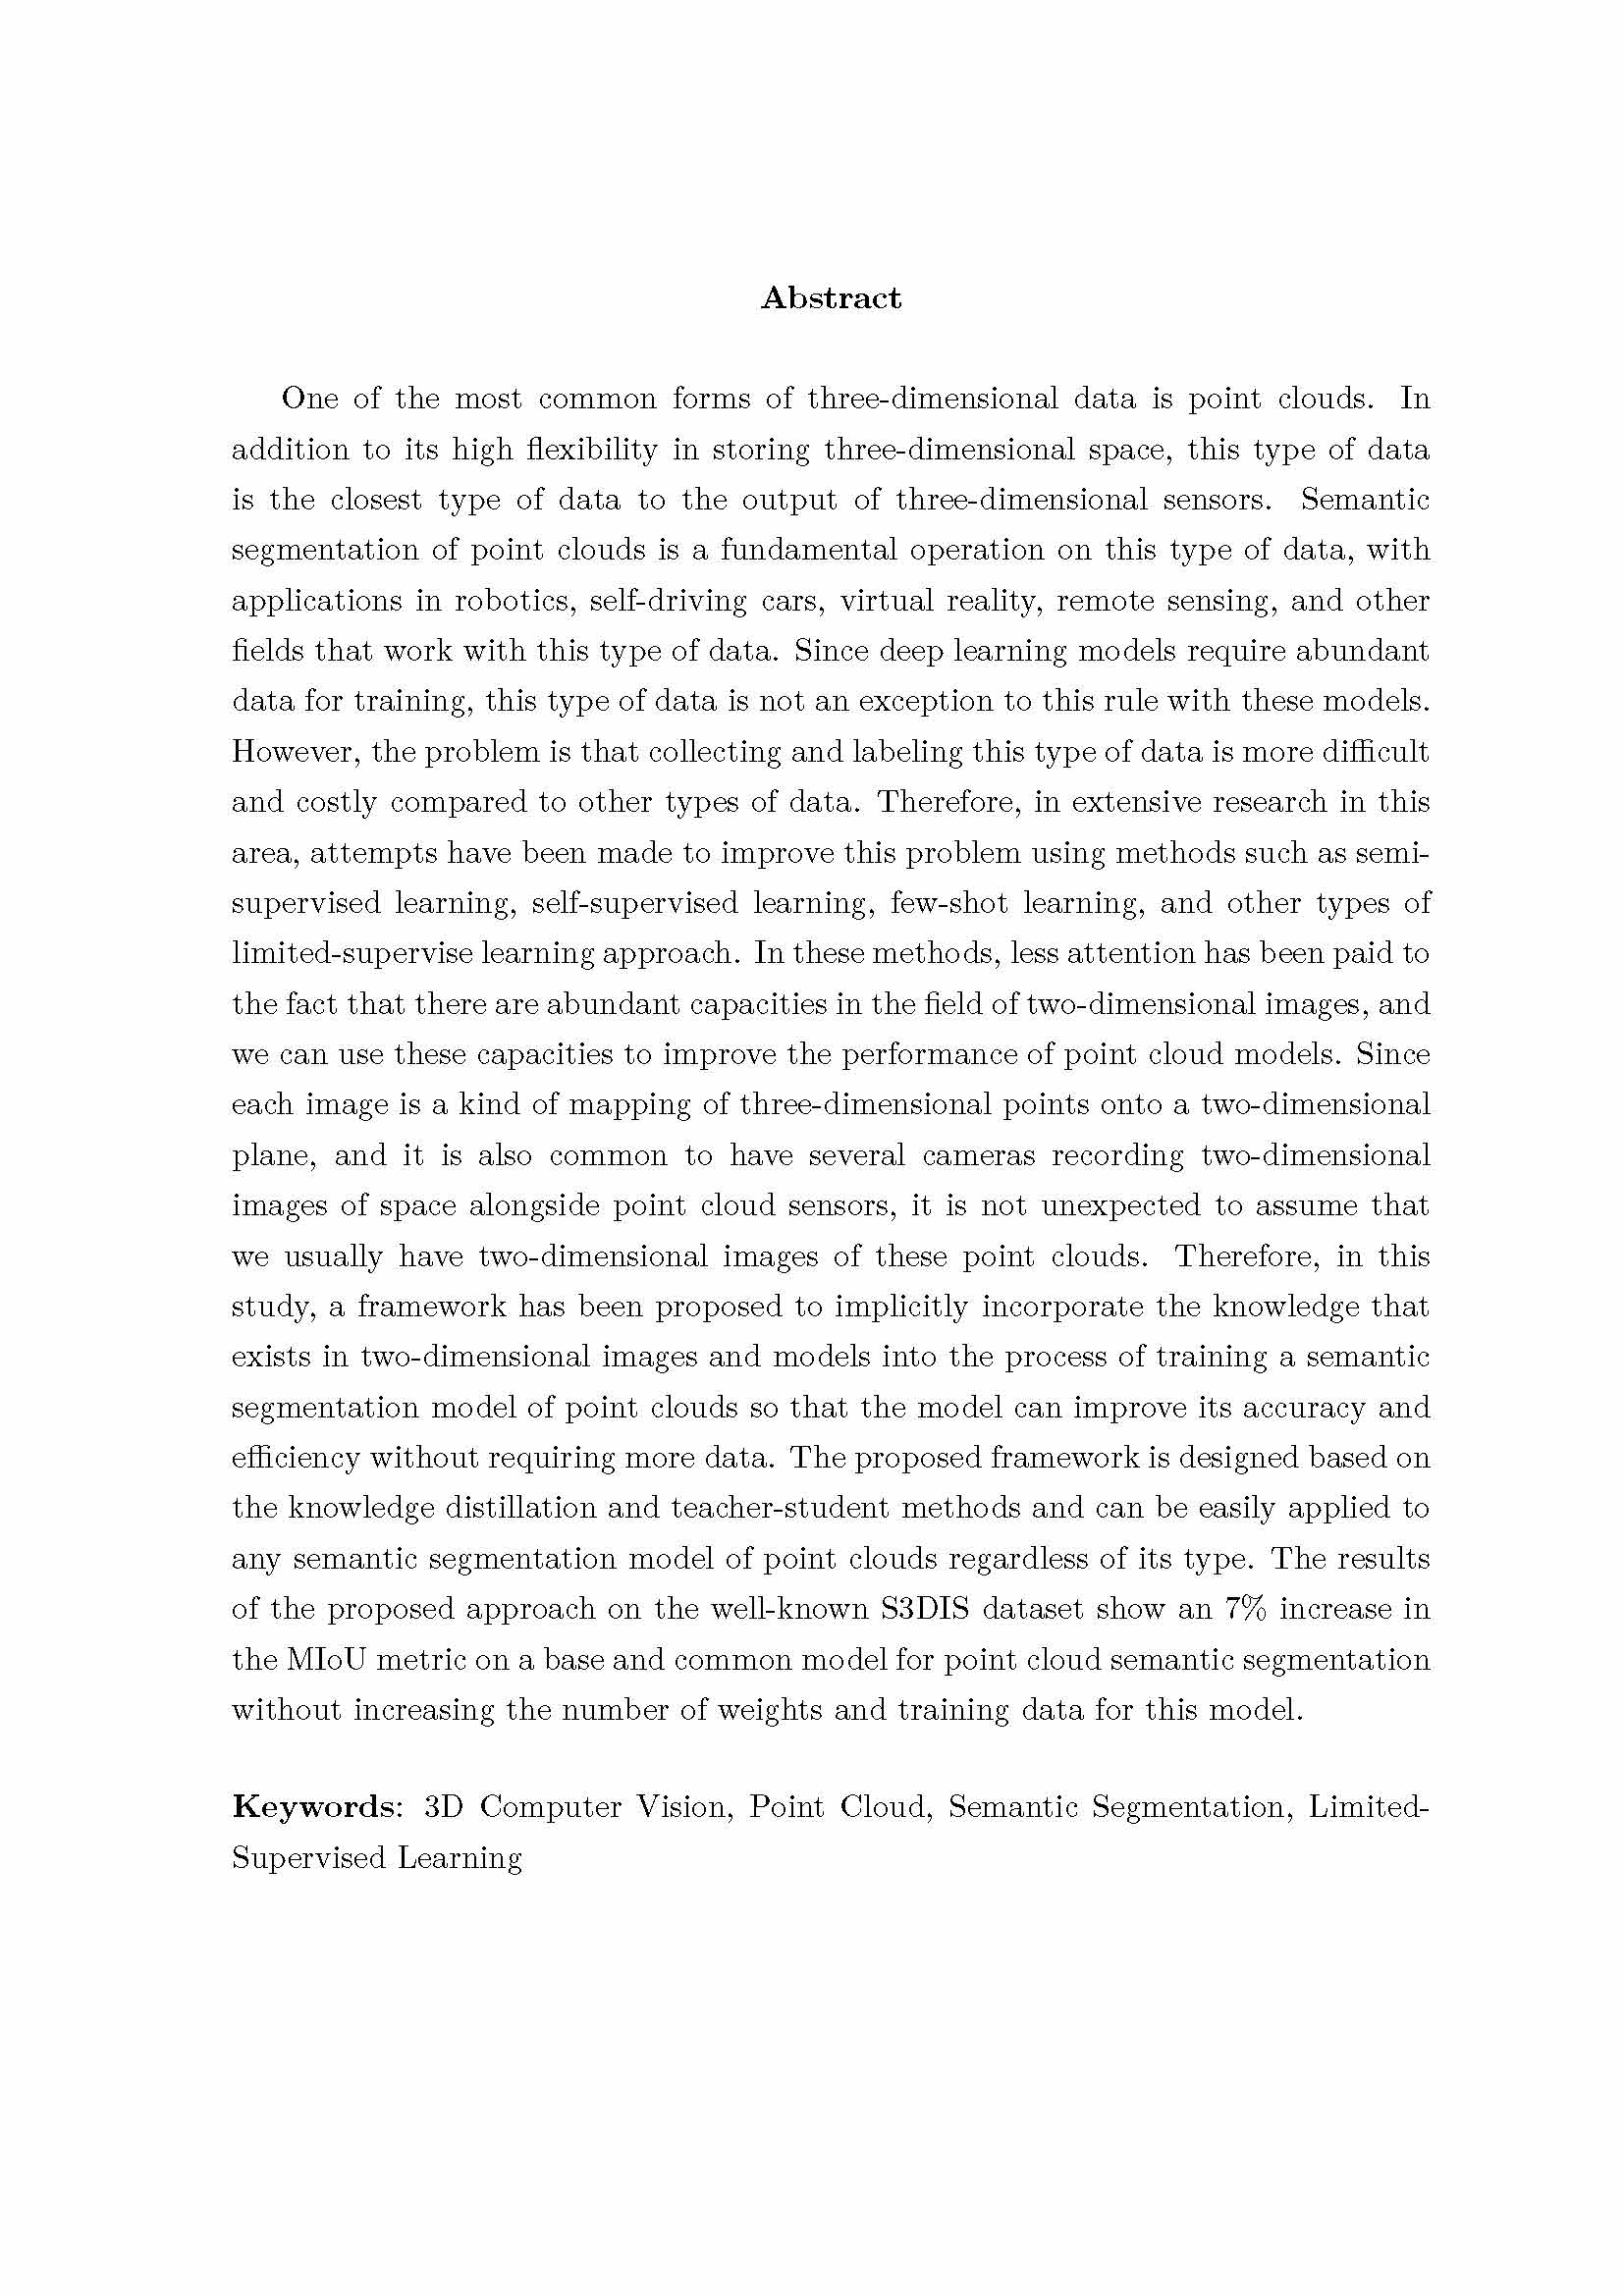 Abstract
One of the most common forms of three-dimensional data is point clouds. In
addition to its high flexibility in storing three-dimensional space, this type of data
is the closest type of data to the output of three-dimensional sensors. Semantic
segmentation of point clouds is a fundamental operation on this type of data, with
applications in robotics, self-driving cars, virtual reality, remote sensing, and other
fields that work with this type of data. Since deep learning models require abundant
data for training, this type of data is not an exception to this rule with these models.
However, the problem is that collecting and labeling this type of data is more difficult
and costly compared to other types of data. Therefore, in extensive research in this
area, attempts have been made to improve this problem using methods such as semi-
supervised learning, self-supervised learning, few-shot learning, and other types of
limited-supervise learning approach. In these methods, less attention has been paid to
the fact that there are abundant capacities in the field of two-dimensional images, and
we can use these capacities to improve the performance of point cloud models. Since
each image is a kind of mapping of three-dimensional points onto a two-dimensional
plane, and it is also common to have several cameras recording two-dimensional
images of space alongside point cloud sensors, it is not unexpected to assume that
we usually have two-dimensional images of these point clouds. Therefore, in this
study, a framework has been proposed to implicitly incorporate the knowledge that
exists in two-dimensional images and models into the process of training a semantic
segmentation model of point clouds so that the model can improve its accuracy and
efficiency without requiring more data. The proposed framework is designed based on
the knowledge distillation and teacher-student methods and can be easily applied to
any semantic segmentation model of point clouds regardless of its type. The results
of the proposed approach on the well-known S3DIS dataset show an 7% increase in
the MIoU metric on a base and common model for point cloud semantic segmentation
without increasing the number of weights and training data for this model.
Keywords: 3D Computer Vision, Point Cloud, Semantic Segmentation, Limited-
Supervised Learning